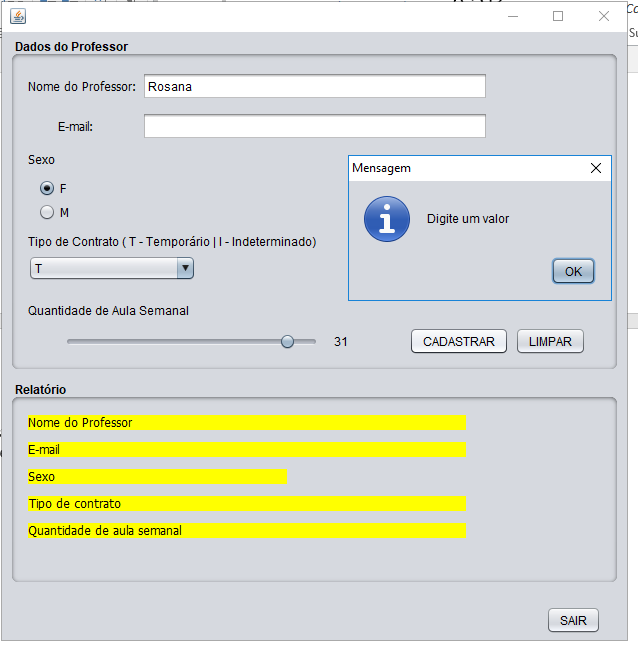 Dados do Professor
Nome do Professor: Rosana
E-mail:
Sexo
F
M
Tipo de Contrato ( T - Temporário | I - Indeterminado)
T
Quantidade de Aula Semanal
31
CADASTRAR LIMPAR
Mensagem
Digite um valor
OK
Relatório
Nome do Professor
E-mail
Sexo
Tipo de contrato
Quantidade de aula semanal
SAIR